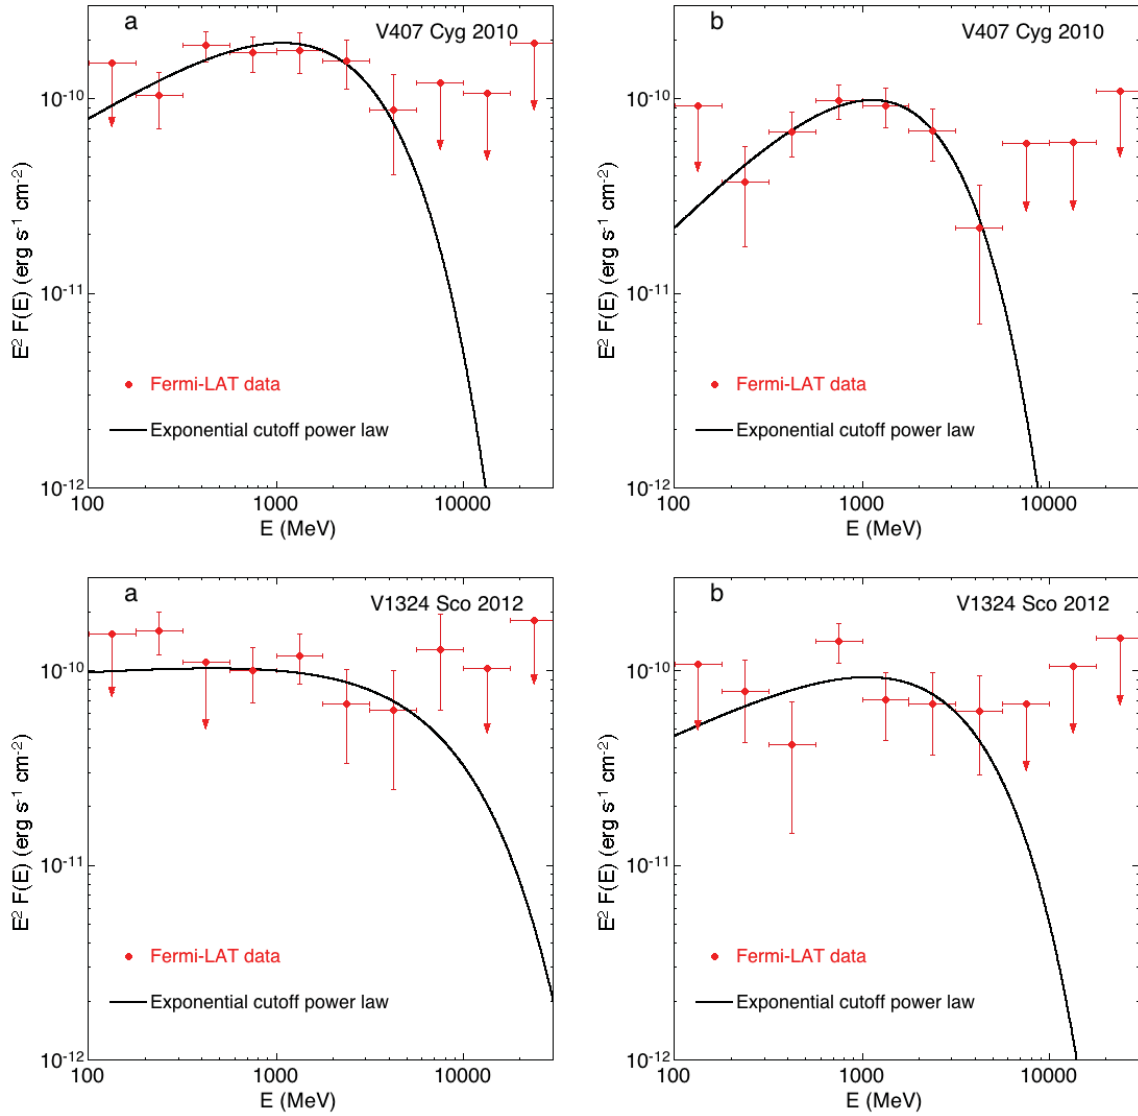 a
V407 Cyg 2010
10⁻¹⁰
10⁻¹¹
10⁻¹²
E² F(E) (erg s⁻¹ cm⁻²)
Fermi-LAT data
Exponential cutoff power law
100
1000
10000
E (MeV)
b
V407 Cyg 2010
10⁻¹⁰
10⁻¹¹
10⁻¹²
E² F(E) (erg s⁻¹ cm⁻²)
Fermi-LAT data
Exponential cutoff power law
100
1000
10000
E (MeV)
a
V1324 Sco 2012
10⁻¹⁰
10⁻¹¹
10⁻¹²
E² F(E) (erg s⁻¹ cm⁻²)
Fermi-LAT data
Exponential cutoff power law
100
1000
10000
E (MeV)
b
V1324 Sco 2012
10⁻¹⁰
10⁻¹¹
10⁻¹²
E² F(E) (erg s⁻¹ cm⁻²)
Fermi-LAT data
Exponential cutoff power law
100
1000
10000
E (MeV)